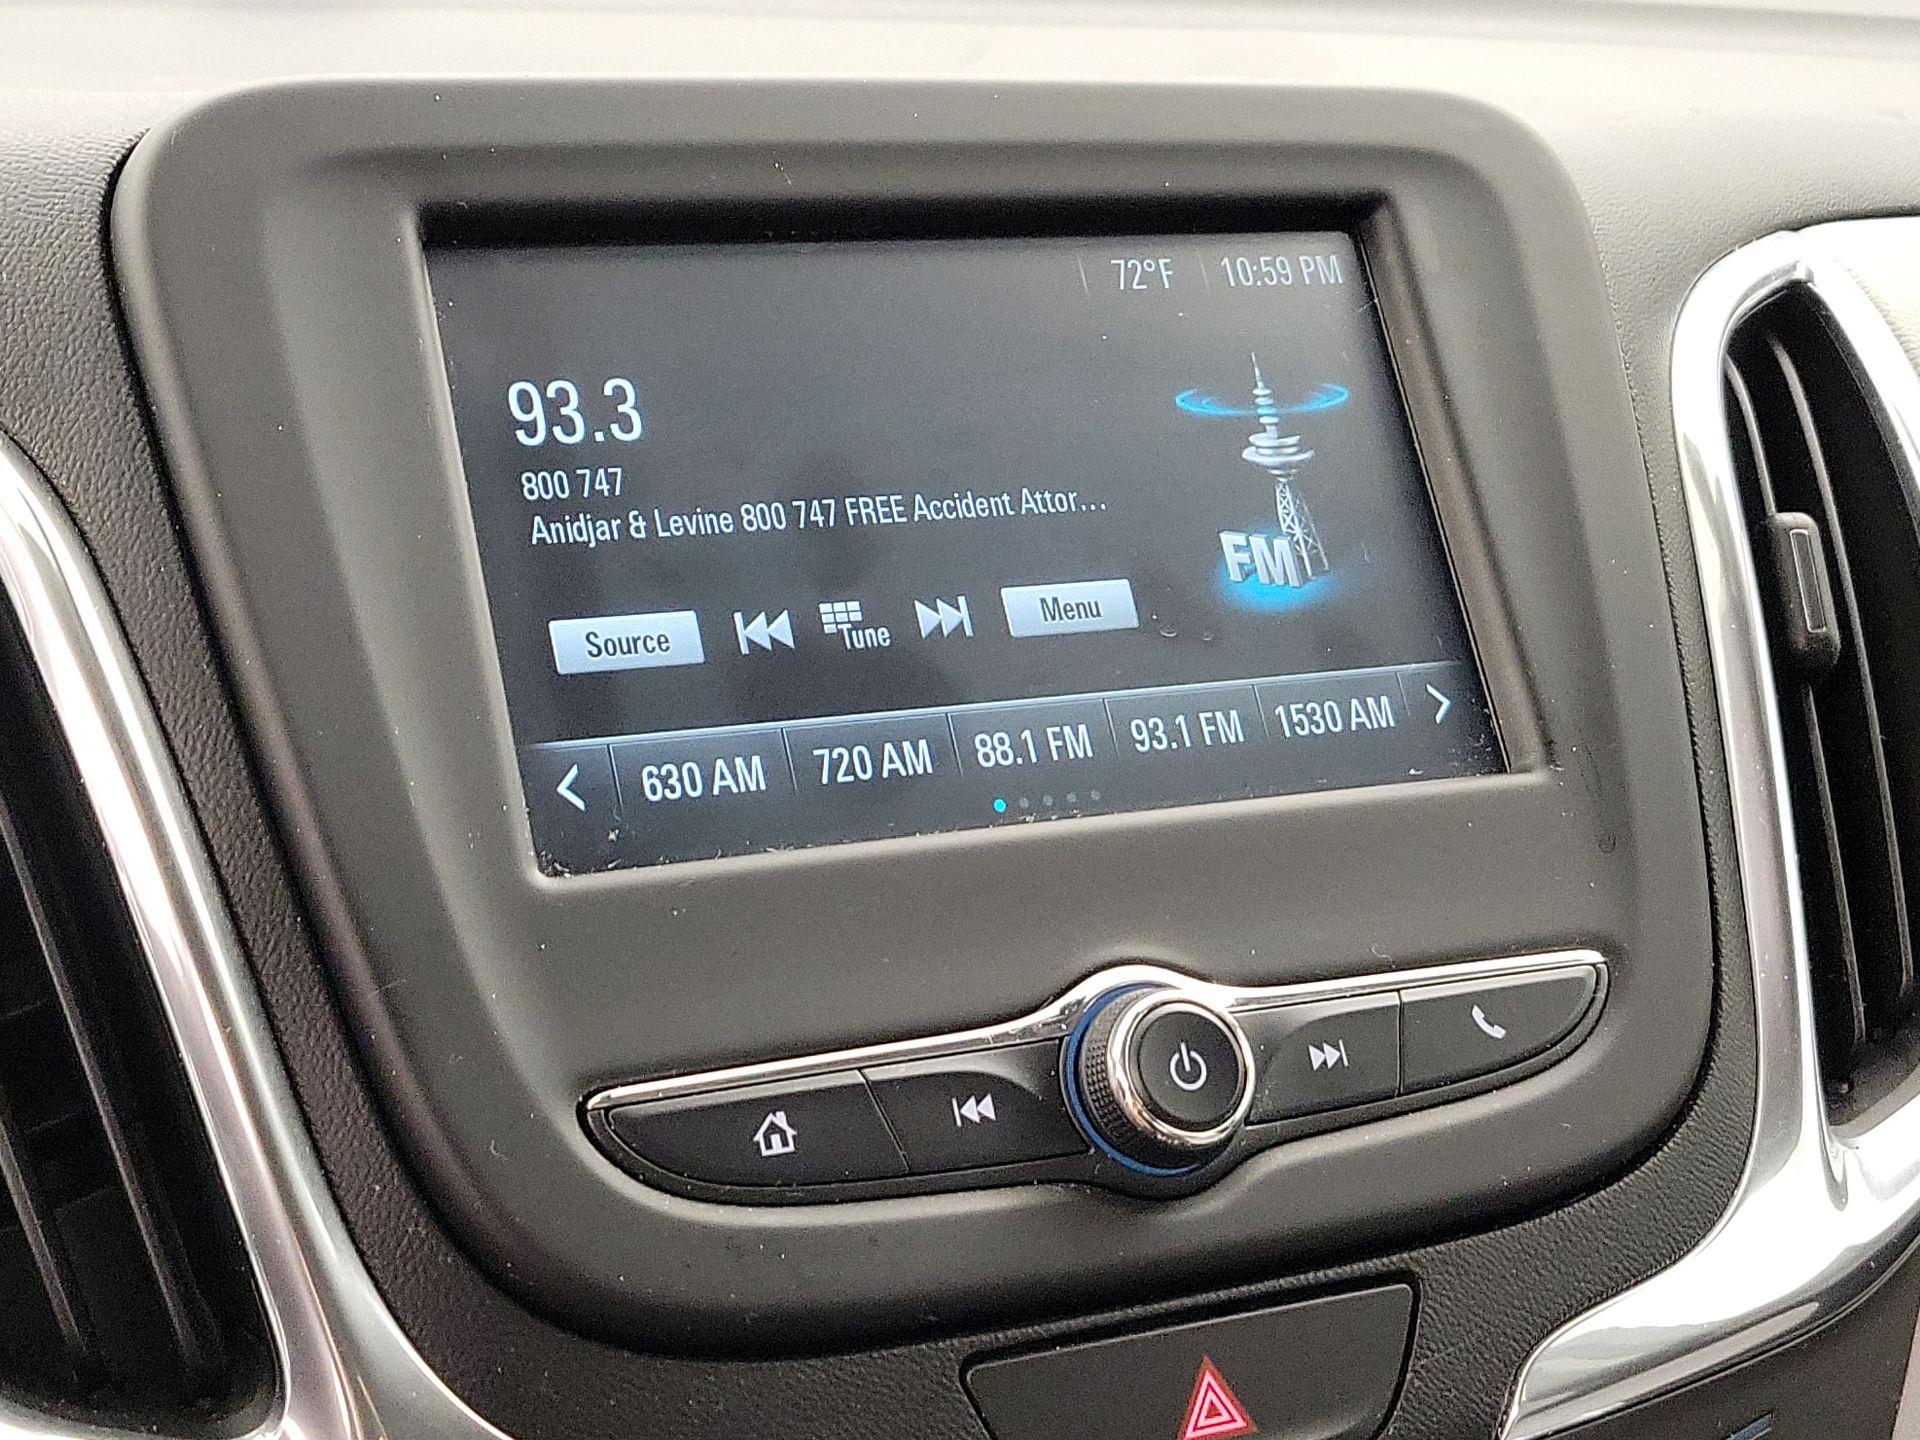 72°F 10:59 PM
93.3
800 747
Anidjar & Levine 800 747 FREE Accident Attor...
FM
Source Tune Menu
630 AM 720 AM 88.1 FM 93.1 FM 1530 AM